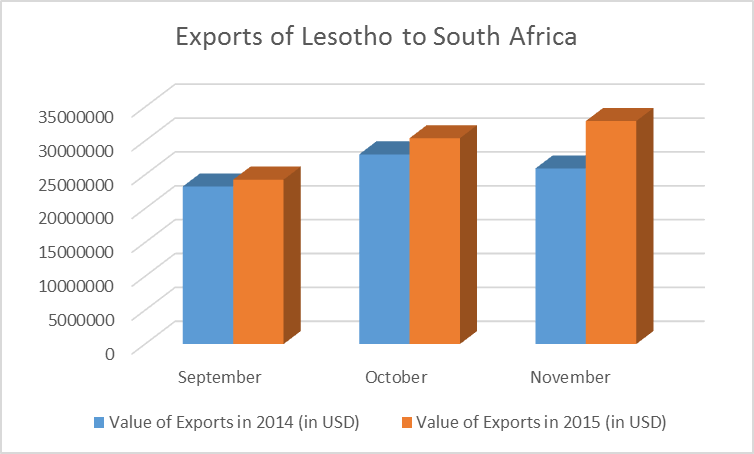 Exports of Lesotho to South Africa
35000000
30000000
25000000
20000000
15000000
10000000
5000000
0
September October November
Value of Exports in 2014 (in USD) Value of Exports in 2015 (in USD)